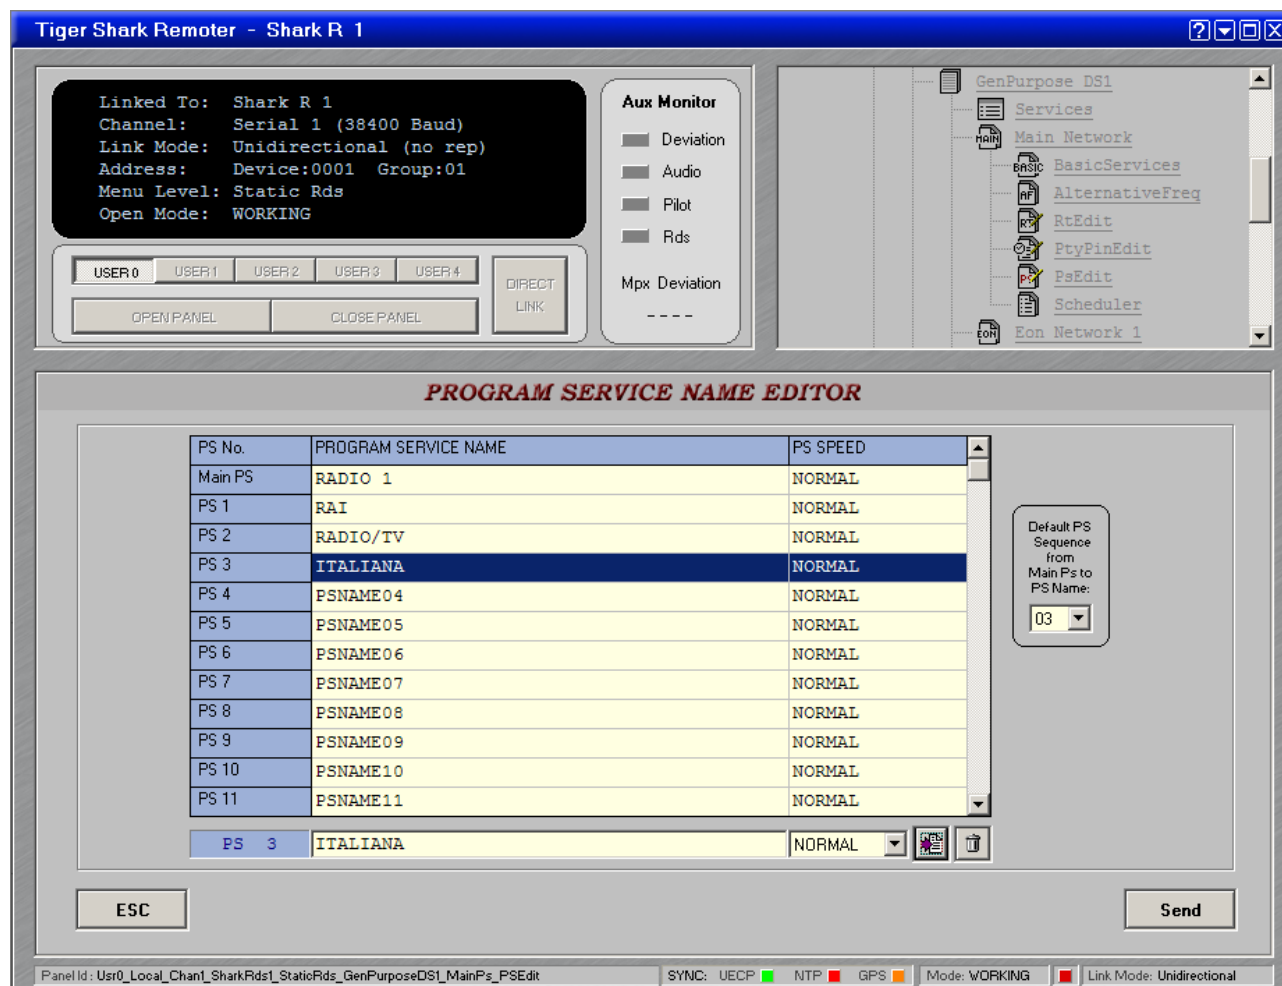 Tiger Shark Remoter - Shark R 1
Linked To: Shark R 1
Channel: Serial 1 (38400 Baud)
Link Mode: Unidirectional (no rep)
Address: Device:0001 Group:01
Menu Level: Static Rds
Open Mode: WORKING
USER 0 USER 1 USER 2 USER 3 USER 4
OPEN PANEL CLOSE PANEL
DIRECT
LINK
Aux Monitor
Deviation
Audio
Pilot
Rds
Mpx Deviation
----
GenPurpose DS1
Services
MAIN Main Network
BASIC BasicServices
AF AlternativeFreq
RT RtEdit
PtyPinEdit
PS PsEdit
Scheduler
EON Eon Network 1
PROGRAM SERVICE NAME EDITOR
PS No. PROGRAM SERVICE NAME PS SPEED
Main PS RADIO 1 NORMAL
PS 1 RAI NORMAL
PS 2 RADIO/TV NORMAL
PS 3 ITALIANA NORMAL
PS 4 PSNAME04 NORMAL
PS 5 PSNAME05 NORMAL
PS 6 PSNAME06 NORMAL
PS 7 PSNAME07 NORMAL
PS 8 PSNAME08 NORMAL
PS 9 PSNAME09 NORMAL
PS 10 PSNAME10 NORMAL
PS 11 PSNAME11 NORMAL
PS 3 ITALIANA NORMAL
Default PS
Sequence
from
Main Ps to
PS Name:
03
ESC
Send
Panel Id : Usr0_Local_Chan1_SharkRds1_StaticRds_GenPurposeDS1_MainPs_PSEdit SYNC: UECP NTP GPS Mode: WORKING Link Mode: Unidirectional